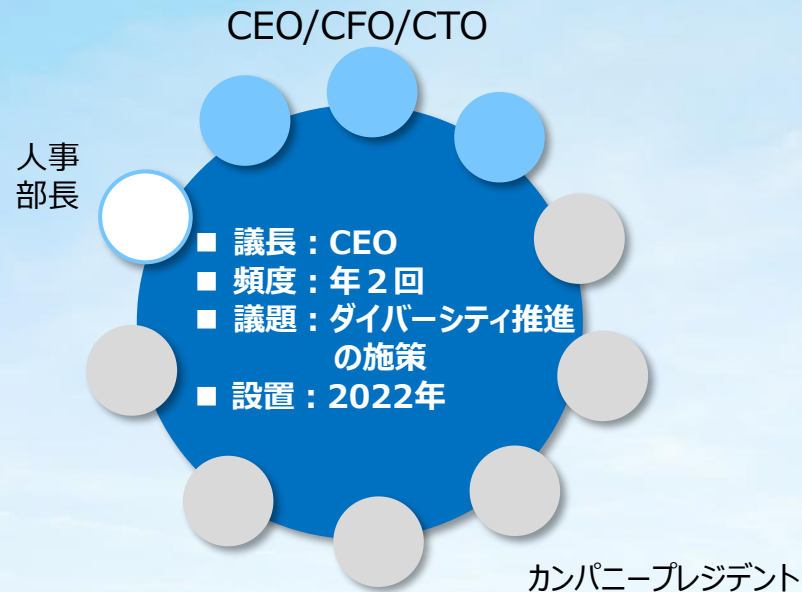 CEO/CFO/CTO
人事
部長
■ 議長：CEO
■ 頻度：年２回
■ 議題：ダイバーシティ推進
の施策
■ 設置：2022年
カンパニープレジデント